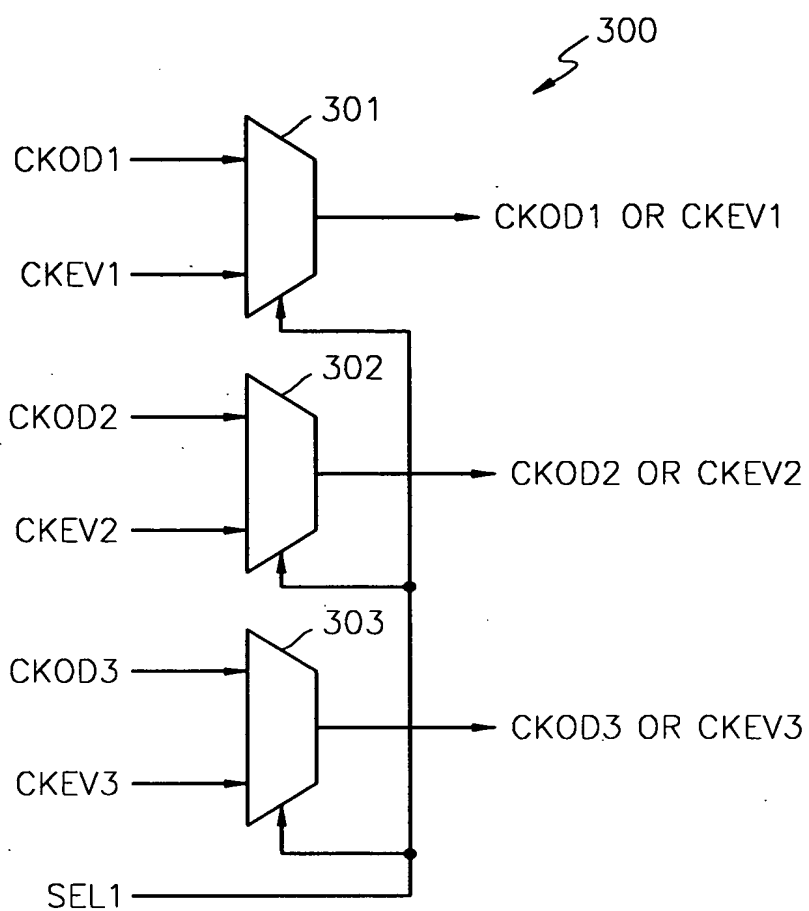 300
301
CKOD1
CKOD1 OR CKEV1
CKEV1
302
CKOD2
CKOD2 OR CKEV2
CKEV2
303
CKOD3
CKOD3 OR CKEV3
CKEV3
SEL1